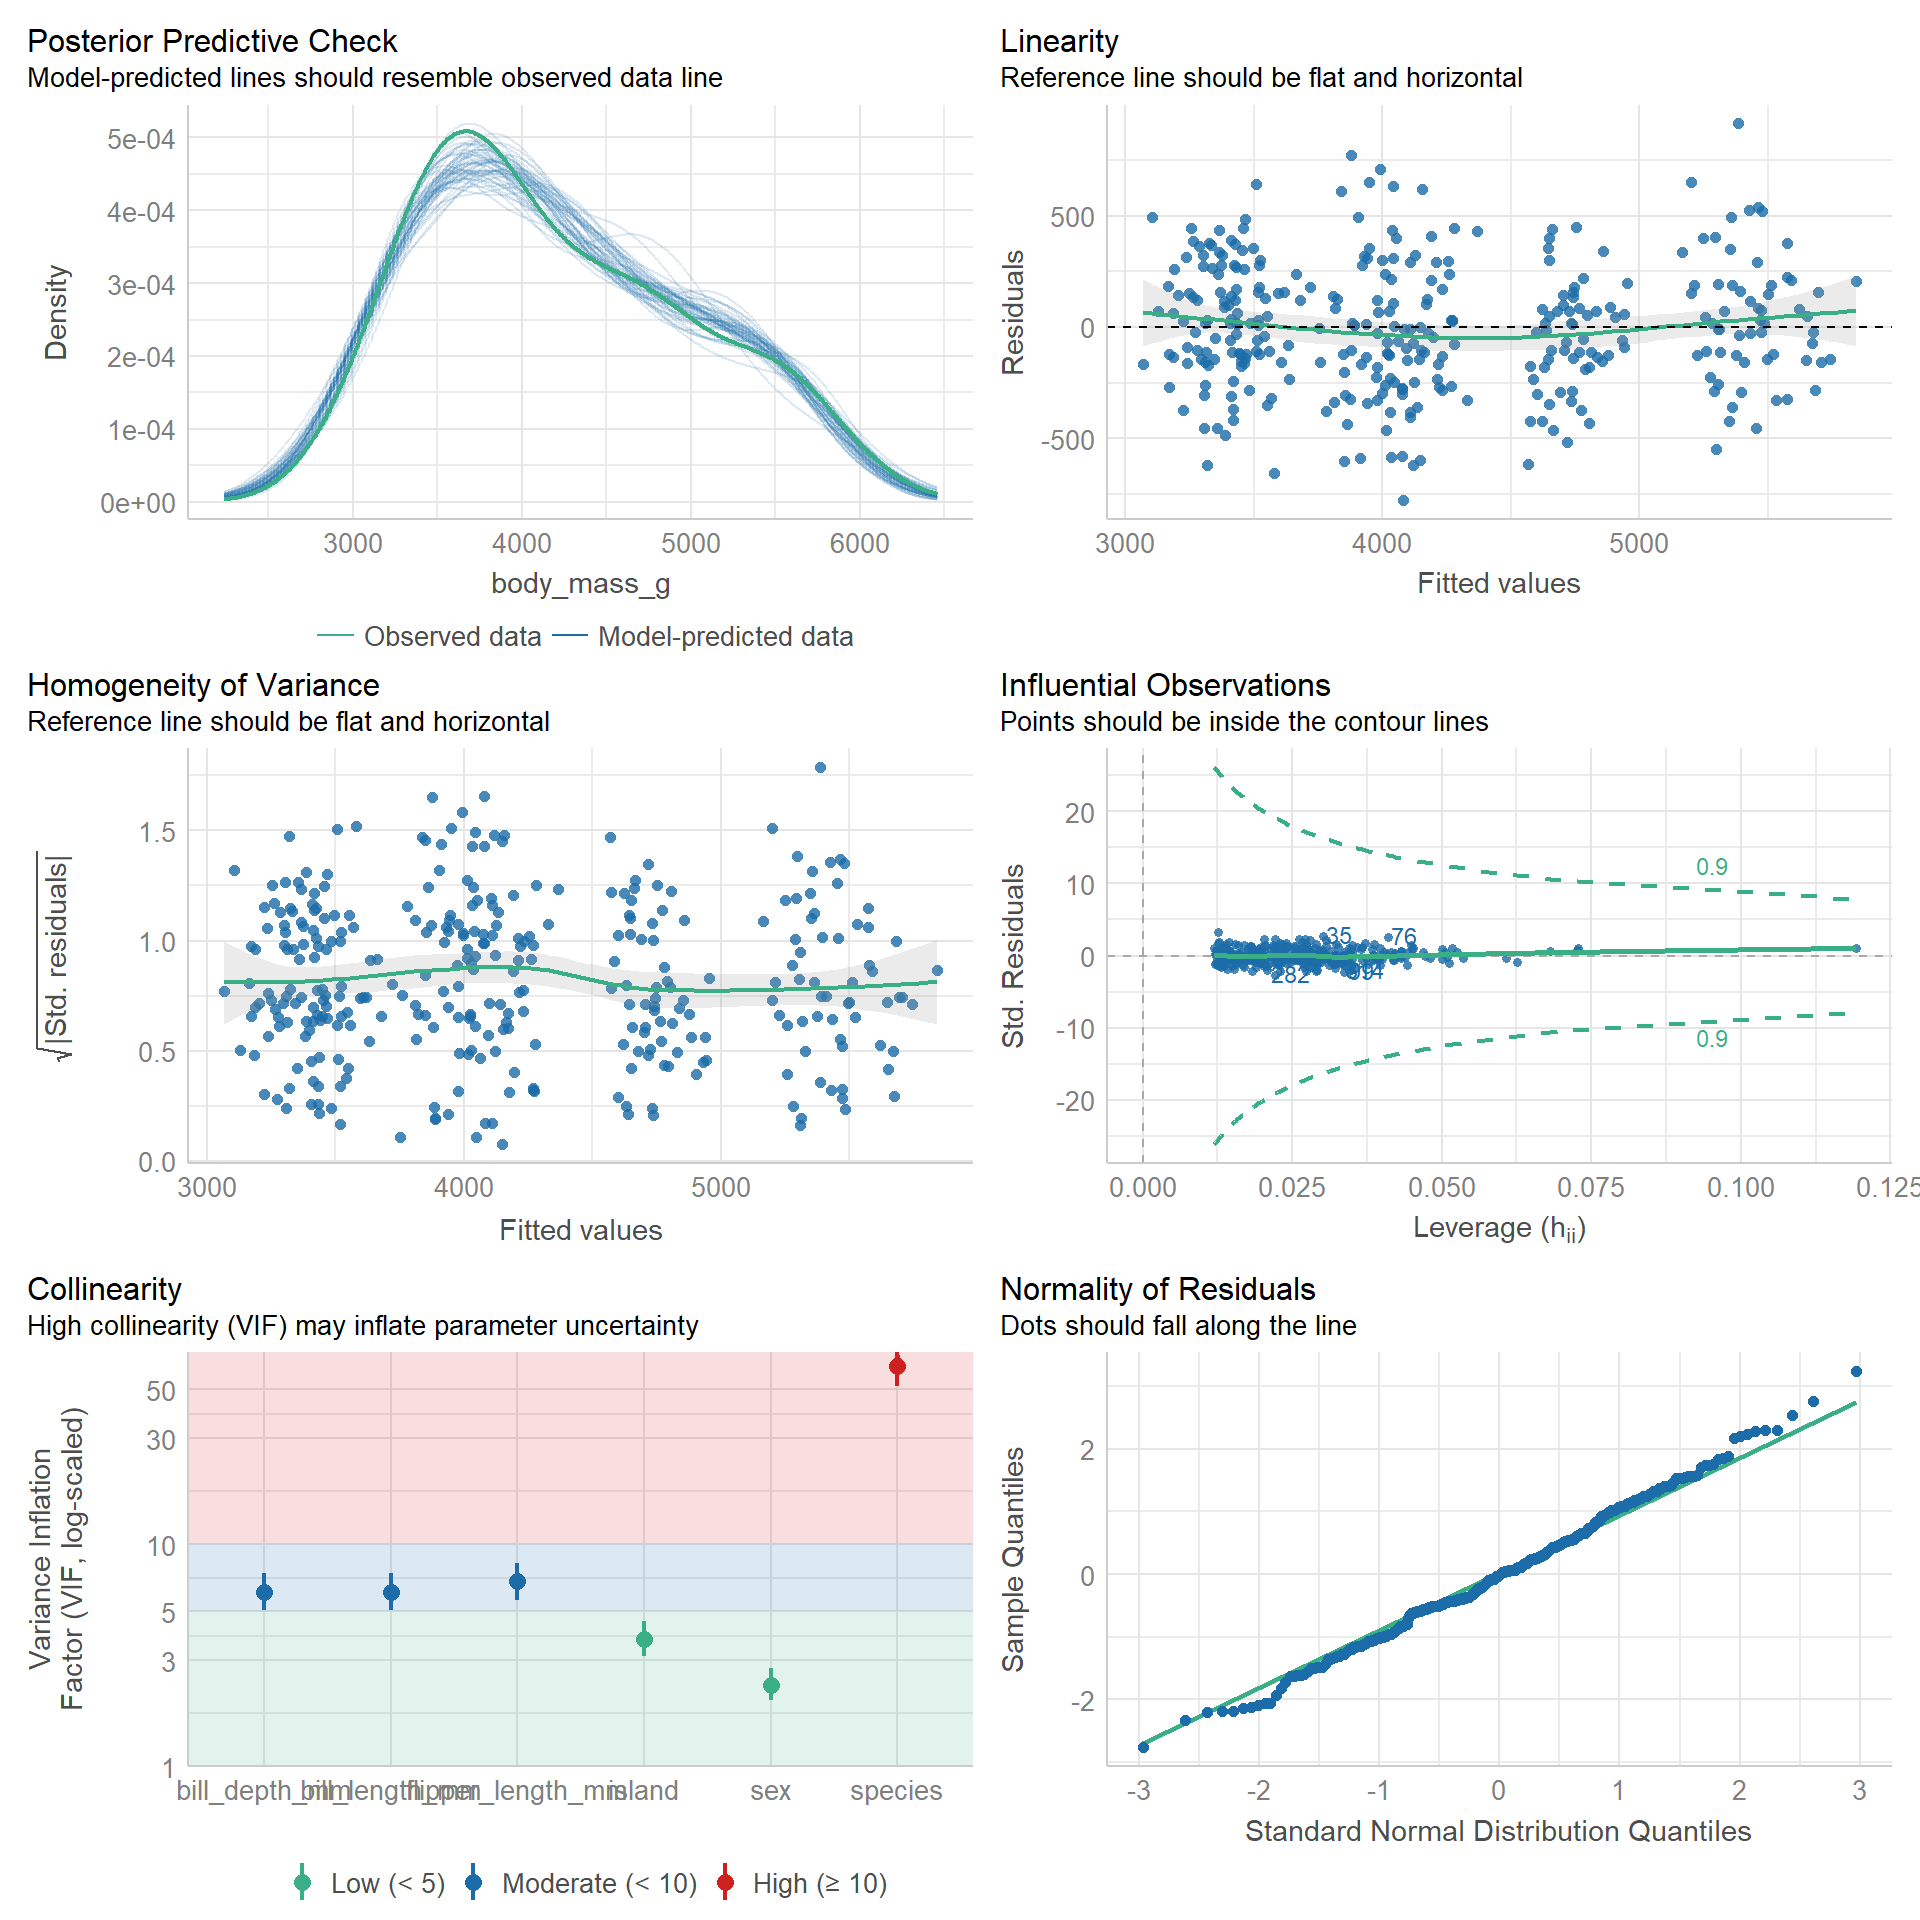 Posterior Predictive Check
Model-predicted lines should resemble observed data line
5e-04
4e-04
3e-04
2e-04
1e-04
0e+00
Density
3000 4000 5000 6000
body_mass_g
Observed data Model-predicted data
Linearity
Reference line should be flat and horizontal
500
0
-500
Residuals
3000 4000 5000
Fitted values
Homogeneity of Variance
Reference line should be flat and horizontal
1.5
1.0
0.5
0.0
√|Std. residuals|
3000 4000 5000
Fitted values
Influential Observations
Points should be inside the contour lines
20
10
0
-10
-20
Std. Residuals
0.9
35 76
282
0.9
0.000 0.025 0.050 0.075 0.100 0.125
Leverage (hii)
Collinearity
High collinearity (VIF) may inflate parameter uncertainty
50
30
10
5
3
1
Variance Inflation
Factor (VIF, log-scaled)
bill_depth_mm bill_length_mm flipper_length_mm island sex species
Low (< 5) Moderate (< 10) High (≥ 10)
Normality of Residuals
Dots should fall along the line
2
0
-2
Sample Quantiles
-3 -2 -1 0 1 2 3
Standard Normal Distribution Quantiles